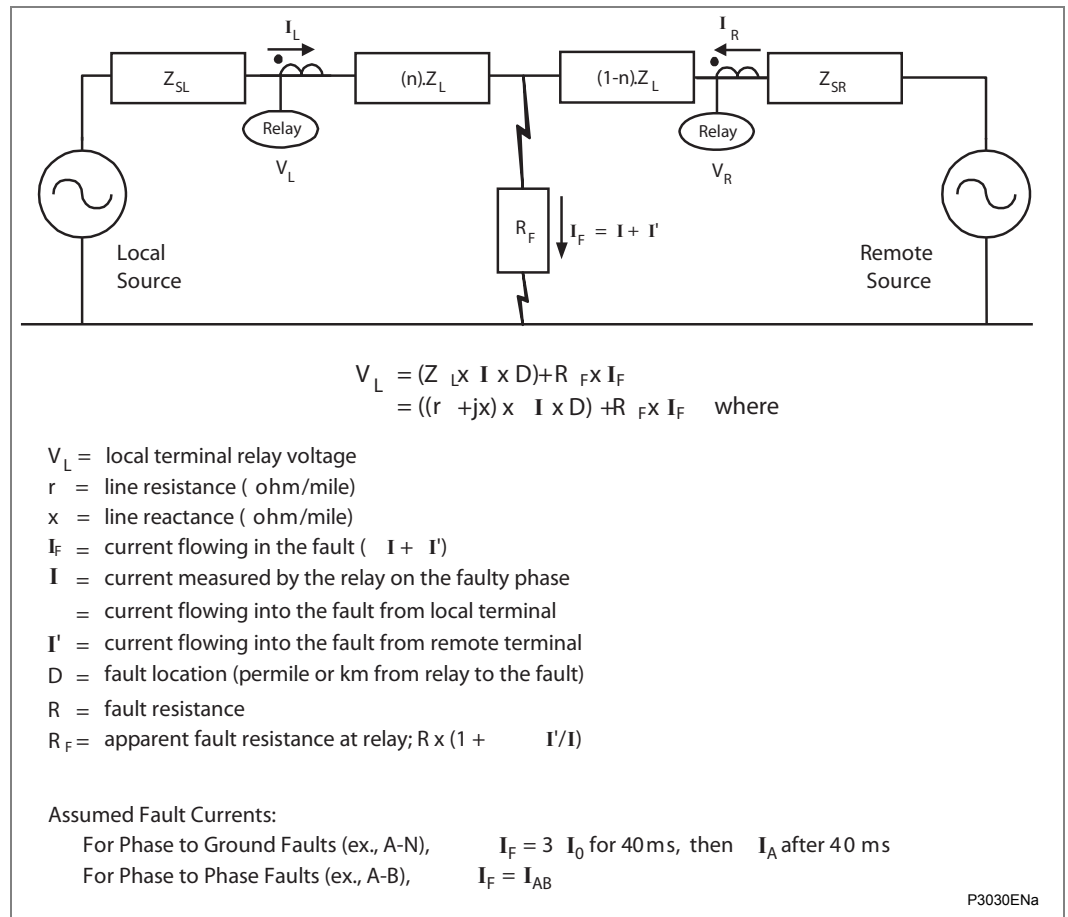 I_L
I_R
Z_SL
(n).Z_L
(1-n).Z_L
Z_SR
Relay
Relay
V_L
V_R
R_F
I_F = I + I'
Local
Source
Remote
Source
V_L = (Z_L x I x D)+R_F x I_F
= ((r +jx) x I x D) +R_F x I_F where
V_L = local terminal relay voltage
r = line resistance ( ohm/mile)
x = line reactance ( ohm/mile)
I_F = current flowing in the fault ( I + I')
I = current measured by the relay on the faulty phase
= current flowing into the fault from local terminal
I' = current flowing into the fault from remote terminal
D = fault location (permile or km from relay to the fault)
R = fault resistance
R_F = apparent fault resistance at relay; R x (1 + I'/I)
Assumed Fault Currents:
For Phase to Ground Faults (ex., A-N), I_F = 3 I_0 for 40 ms, then I_A after 40 ms
For Phase to Phase Faults (ex., A-B), I_F = I_AB
P3030ENa